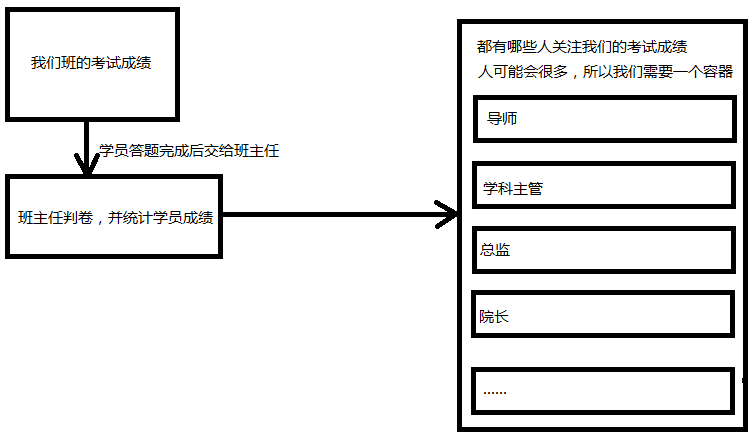 我们班的考试成绩
学员答题完成后交给班主任
班主任判卷，并统计学员成绩
都有哪些人关注我们的考试成绩
人可能会很多，所以我们需要一个容器
导师
学科主管
总监
院长
......